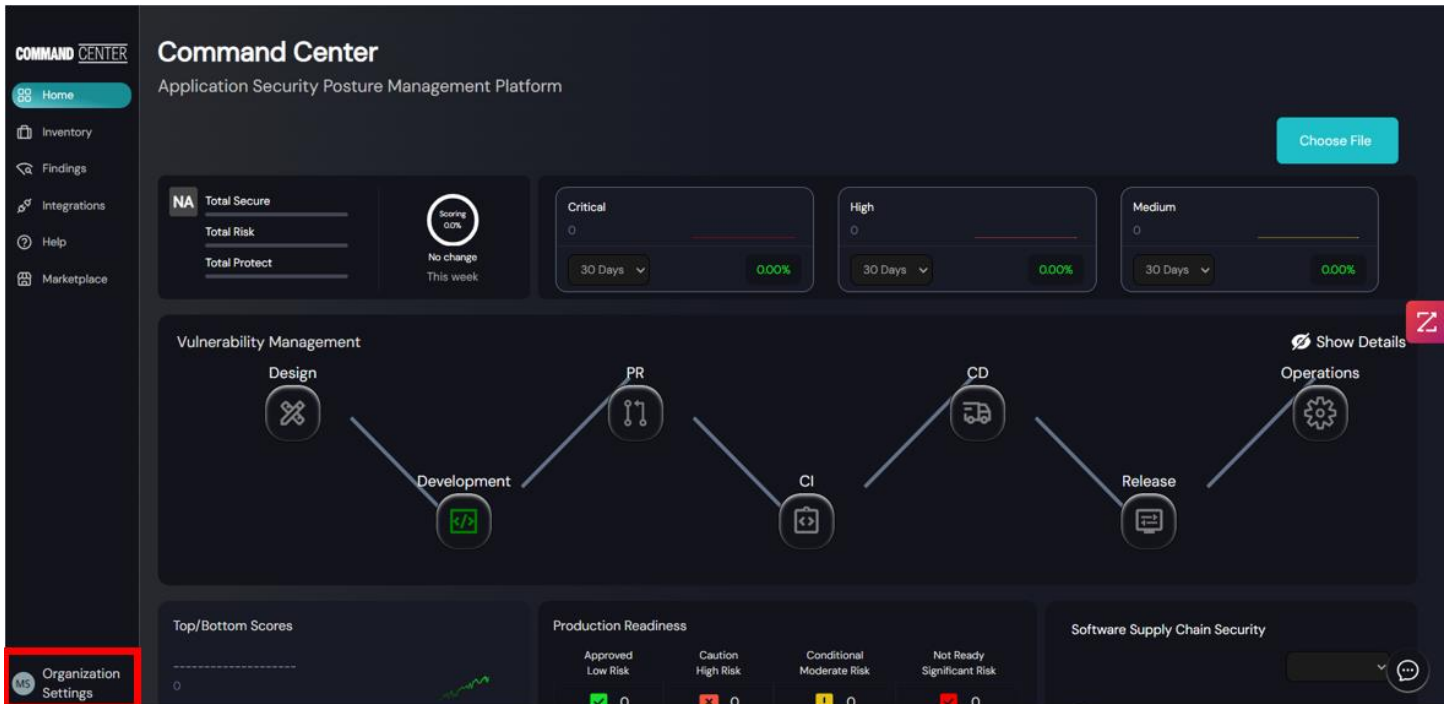 COMMAND CENTER
Home
Inventory
Findings
Integrations
Help
Marketplace
MS
Organization
Settings
Command Center
Application Security Posture Management Platform
Choose File
NA
Total Secure
Total Risk
Total Protect
Scoring
0.0%
No change
This week
Critical
0
30 Days
0.00%
High
0
30 Days
0.00%
Medium
0
30 Days
0.00%
Vulnerability Management
Show Details
Design
PR
CD
Operations
Development
CI
Release
Top/Bottom Scores
--------------------
0
Production Readiness
Approved
Low Risk
0
Caution
High Risk
0
Conditional
Moderate Risk
0
Not Ready
Significant Risk
0
Software Supply Chain Security